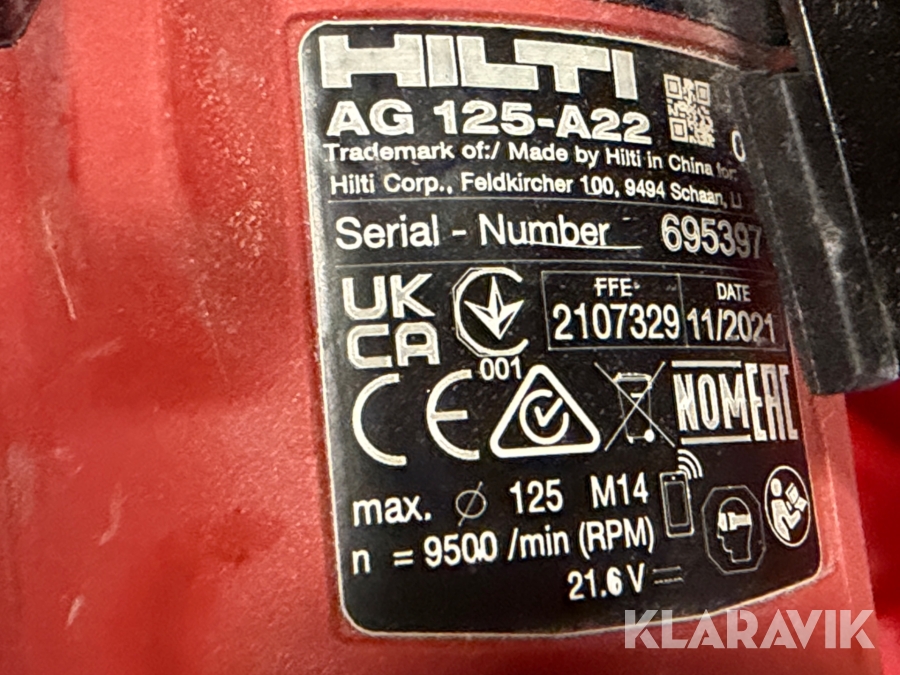 HILTI
AG 125-A22
Trademark of:/ Made by Hilti in China for:
Hilti Corp., Feldkircher 100, 9494 Schaan, LI
Serial - Number 695397
UK
CA
001
FFE
2107329
DATE
11/2021
CE
NOM EAC
max. ⌀ 125 M14
n = 9500 /min (RPM)
21.6 V
KLARAVIK